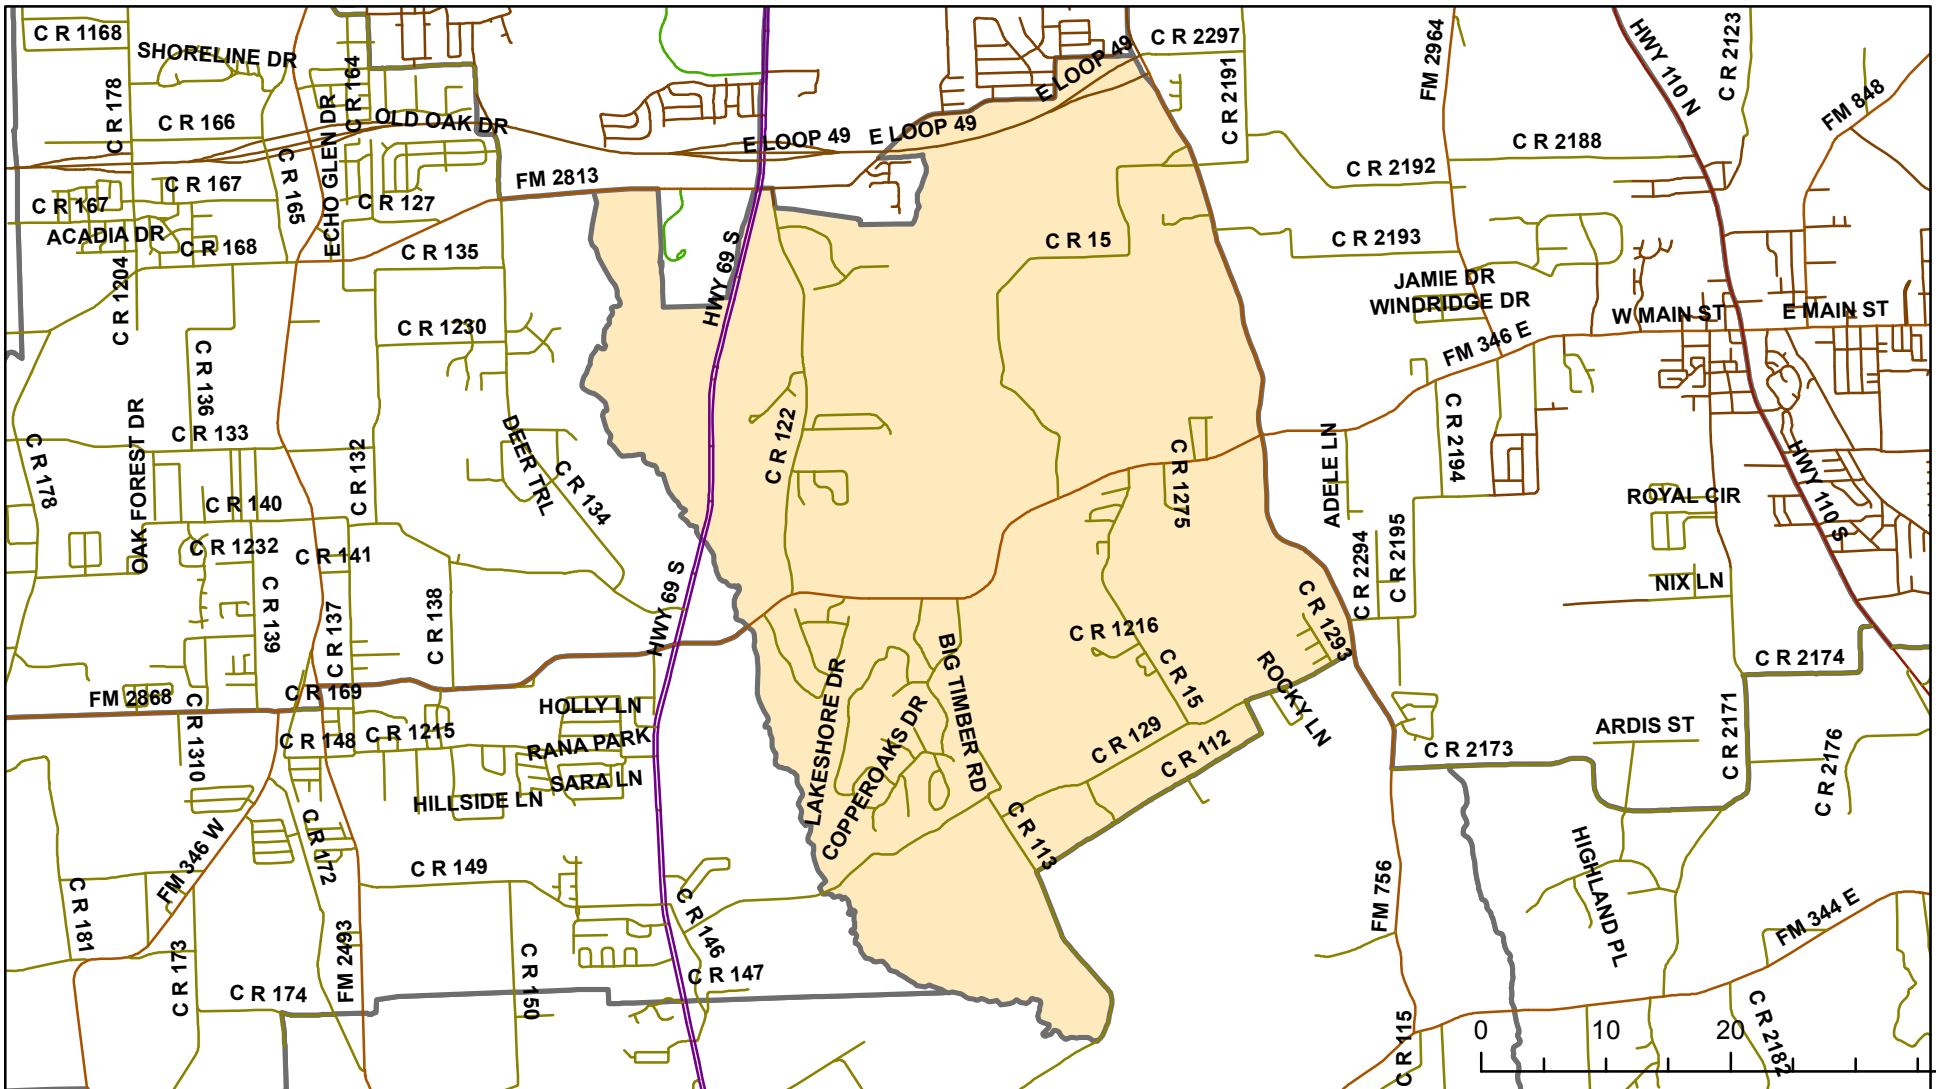 C R 1168
SHORELINE DR
C R 164
C R 178
C R 166
ECHO GLEN DR
OLD OAK DR
E LOOP 49
E LOOP 49
E LOOP 49
C R 2297
C R 2191
FM 2964
HWY 110 N
C R 2123
FM 848
C R 2188
C R 2192
C R 167
C R 167
C R 165
C R 127
FM 2813
ACADIA DR
C R 168
C R 135
C R 1204
HWY 69 S
C R 15
C R 2193
JAMIE DR
WINDRIDGE DR
W MAIN ST
E MAIN ST
C R 1230
FM 346 E
C R 136
C R 133
OAK FOREST DR
C R 178
C R 132
DEER TRL
C R 134
C R 122
C R 1275
ADELE LN
C R 2194
HWY 110 S
ROYAL CIR
C R 140
C R 1232
C R 141
C R 139
C R 137
C R 138
HWY 69 S
C R 2294
C R 2195
NIX LN
C R 1293
C R 1216
BIG TIMBER RD
C R 15
ROCKY LN
C R 2174
FM 2868
C R 169
C R 1310
C R 148
C R 1215
HOLLY LN
RANA PARK
SARA LN
HILLSIDE LN
LAKESHORE DR
COPPEROAKS DR
C R 129
C R 112
C R 2173
ARDIS ST
C R 2171
C R 2176
C R 113
FM 346 W
C R 172
C R 149
C R 181
C R 173
FM 2493
C R 150
C R 146
C R 147
C R 174
FM 756
HIGHLAND PL
FM 344 E
C R 115
C R 2182
0 10 20